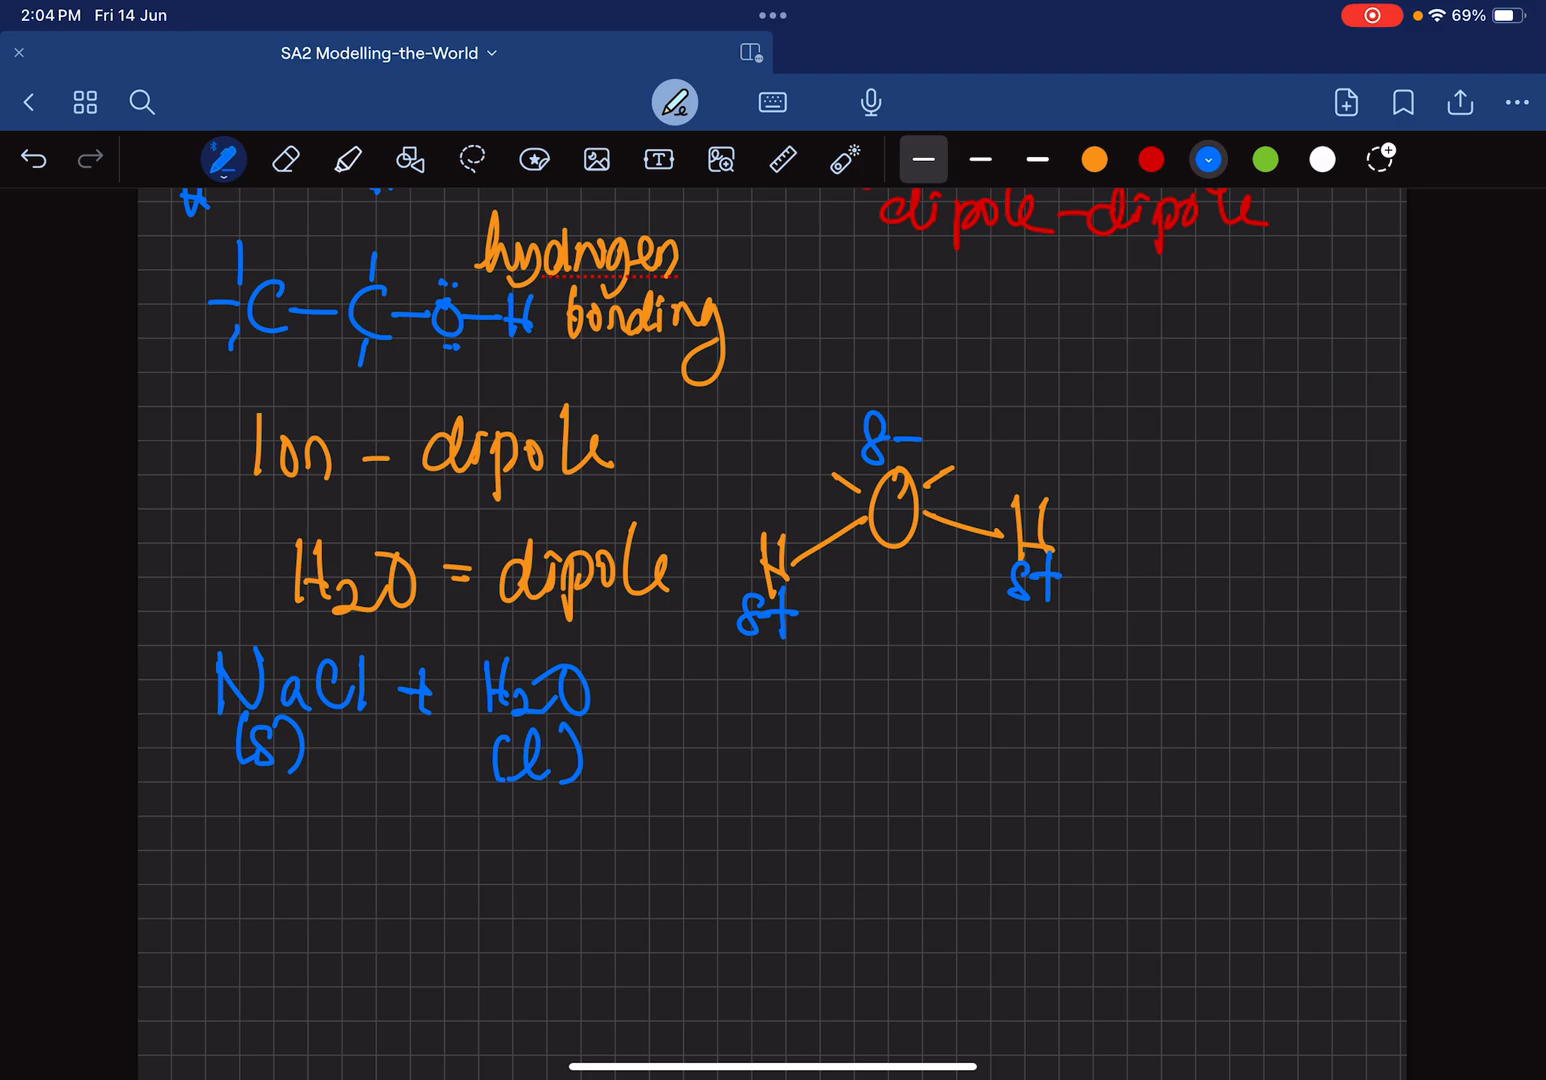 2:04 PM Fri 14 Jun
69%
SA2 Modelling-the-World
dipole-dipole
hydrogen
bonding
C-C-O-H
Ion - dipole
δ-
O
H H
δ+ δ+
H₂O = dipole
NaCl + H₂O
(s) (l)